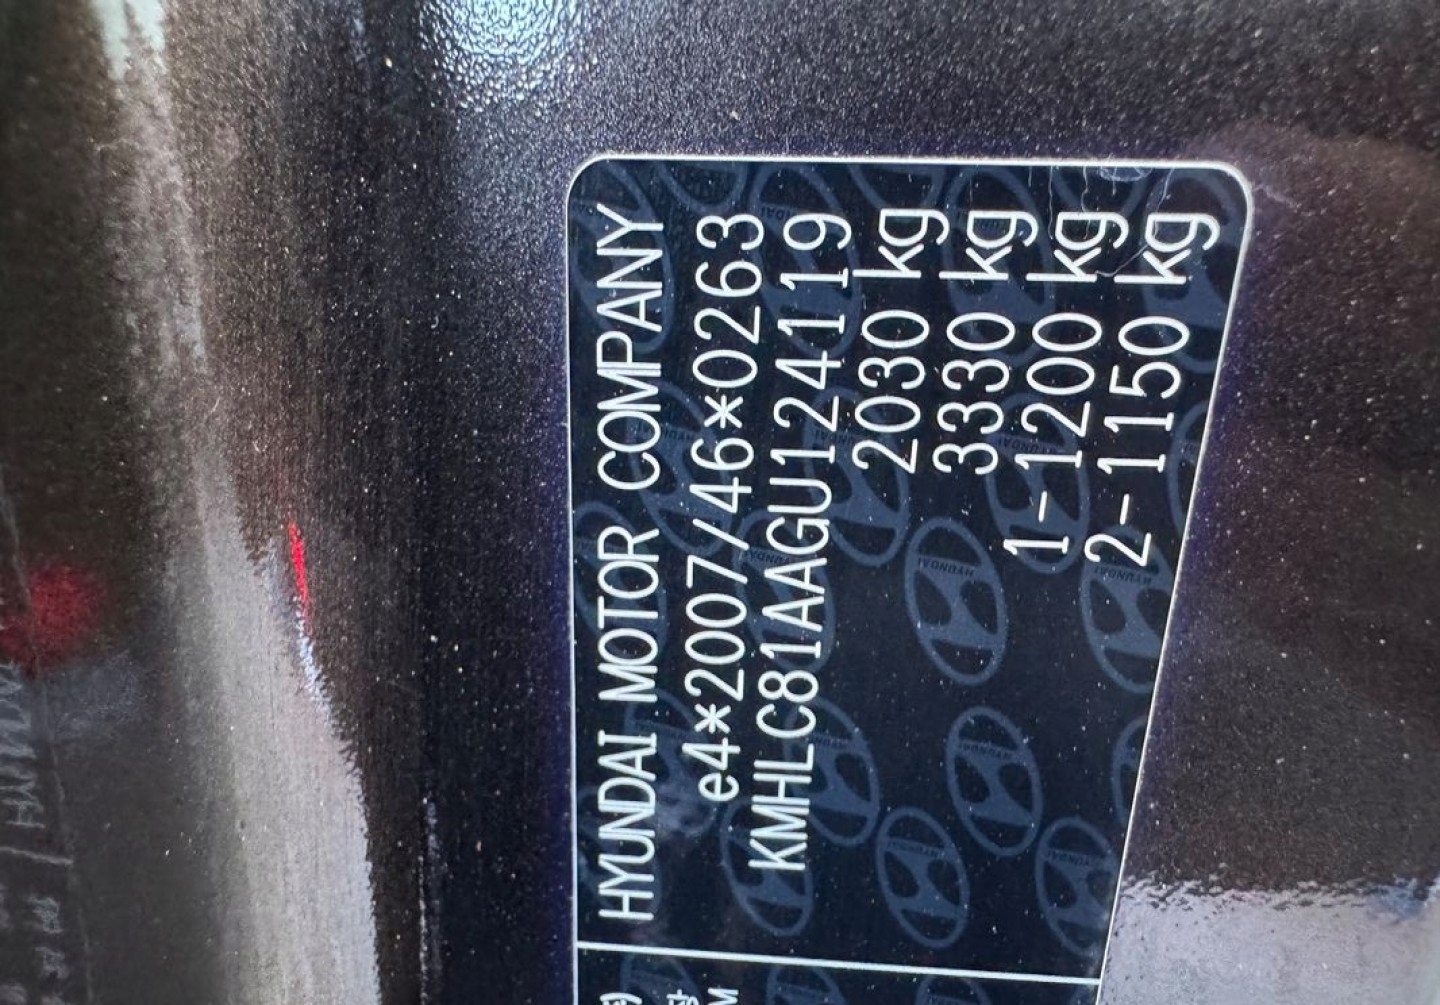 HYUNDAI MOTOR COMPANY
e4*2007/46*0263
KMHLC81AAGU124119
2030 kg
3330 kg
1-1200 kg
2-1150 kg